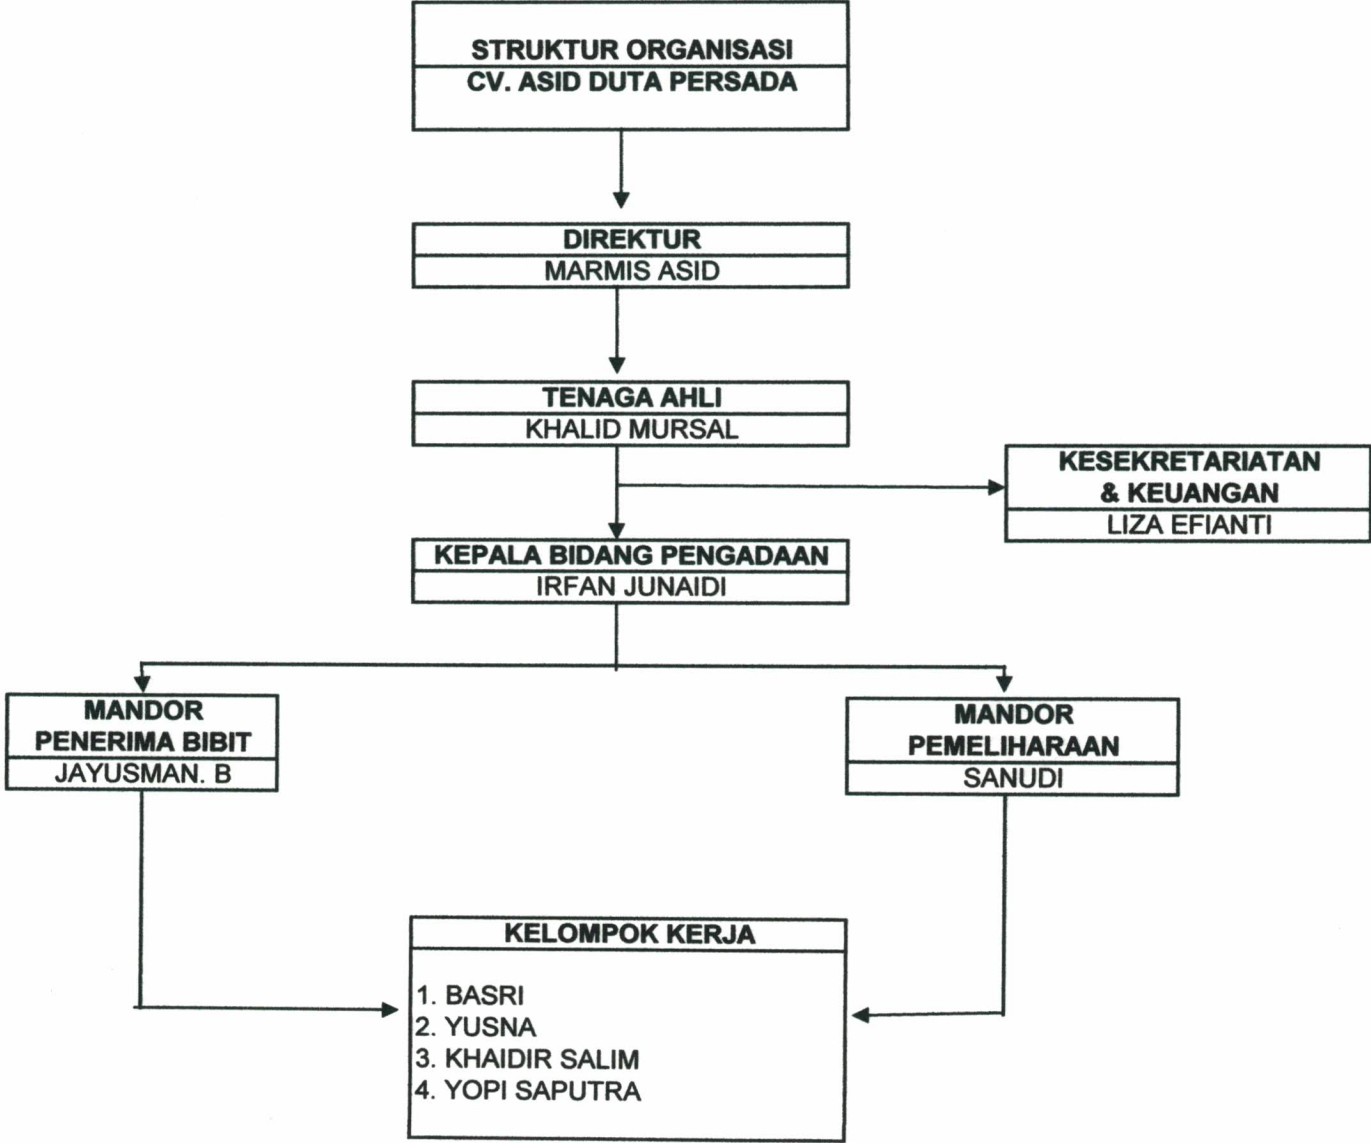 STRUKTUR ORGANISASI
CV. ASID DUTA PERSADA
DIREKTUR
MARMIS ASID
TENAGA AHLI
KHALID MURSAL
KESEKRETARIATAN
& KEUANGAN
LIZA EFIANTI
KEPALA BIDANG PENGADAAN
IRFAN JUNAIDI
MANDOR
PENERIMA BIBIT
JAYUSMAN. B
MANDOR
PEMELIHARAAN
SANUDI
KELOMPOK KERJA
1. BASRI
2. YUSNA
3. KHAIDIR SALIM
4. YOPI SAPUTRA